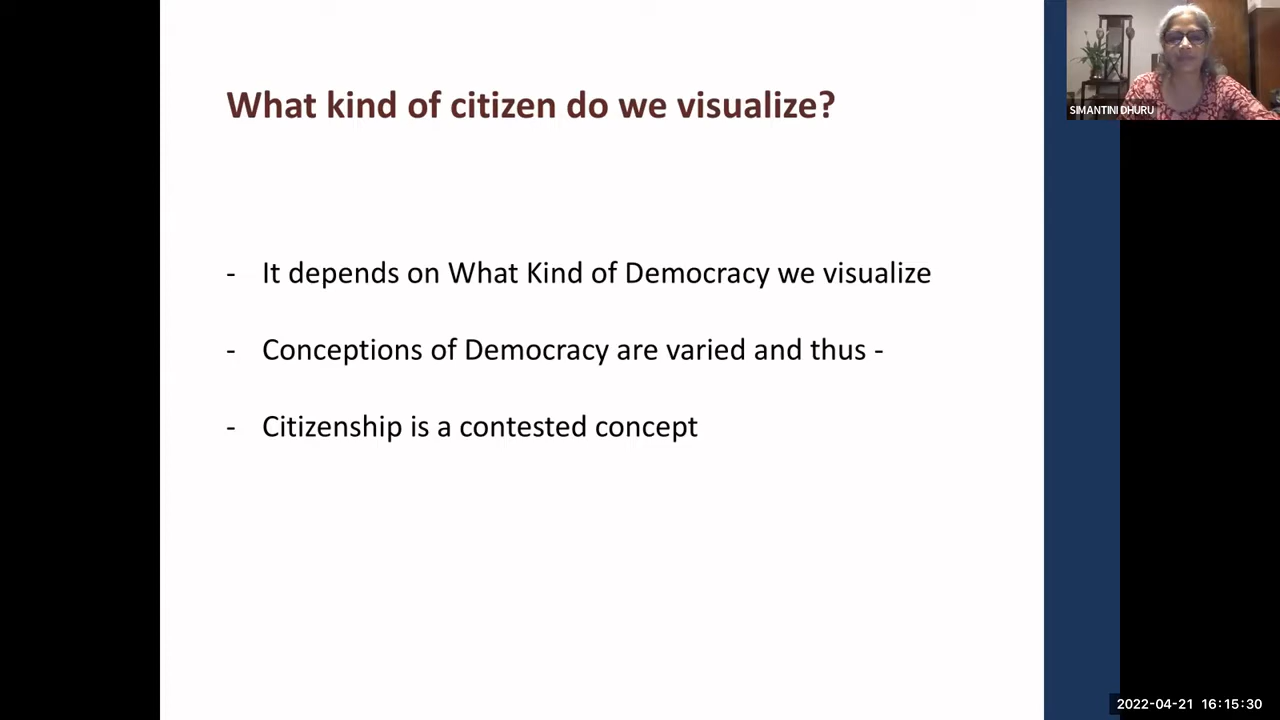 What kind of citizen do we visualize?
- It depends on What Kind of Democracy we visualize
- Conceptions of Democracy are varied and thus -
- Citizenship is a contested concept
SIMANTINI DHURU
2022-04-21 16:15:30